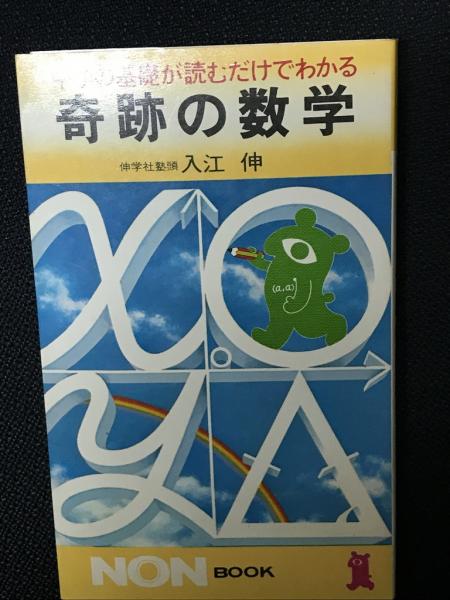 の基礎が読むだけでわかる
奇跡の数学
伸学社塾頭 入江 伸
X
(a,a)
y
NON BOOK